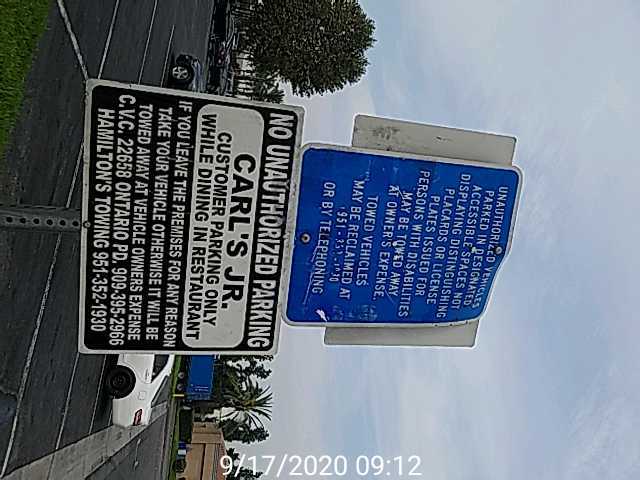 UNAUTHORIZED VEHICLES
PARKED IN DESIGNATED
ACCESSIBLE SPACES
DISPLAYING DISTINGUISHING
PLACARDS OR LICENSE
PLATES ISSUED FOR
PERSONS WITH DISABILITIES
MAY BE TOWED AWAY
AT OWNER'S EXPENSE.
TOWED VEHICLES
MAY BE RECLAIMED AT
OR BY TELEPHONING
NO UNAUTHORIZED PARKING
CARL'S JR.
CUSTOMER PARKING ONLY
WHILE DINING IN RESTAURANT
IF YOU LEAVE THE PREMISES FOR ANY REASON
TAKE YOUR VEHICLE OTHERWISE IT WILL BE
TOWED AWAY AT VEHICLE OWNERS EXPENSE
C.V.C. 22658 ONTARIO PD. 909-395-2966
HAMILTON'S TOWING 951-352-1930
9/17/2020 09:12